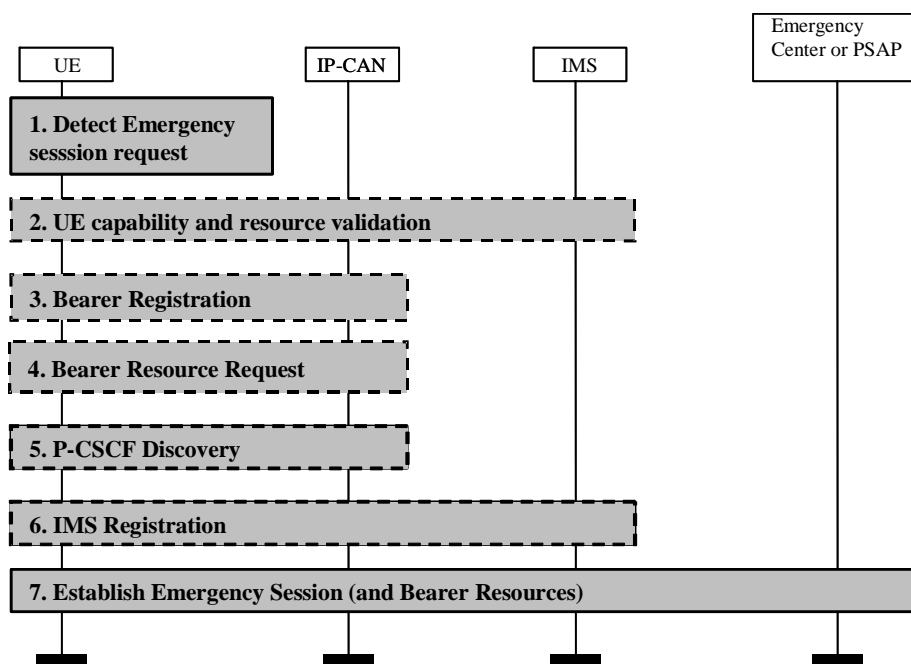 Emergency
Center or PSAP
UE
IP-CAN
IMS
1. Detect Emergency
sesssion request
2. UE capability and resource validation
3. Bearer Registration
4. Bearer Resource Request
5. P-CSCF Discovery
6. IMS Registration
7. Establish Emergency Session (and Bearer Resources)